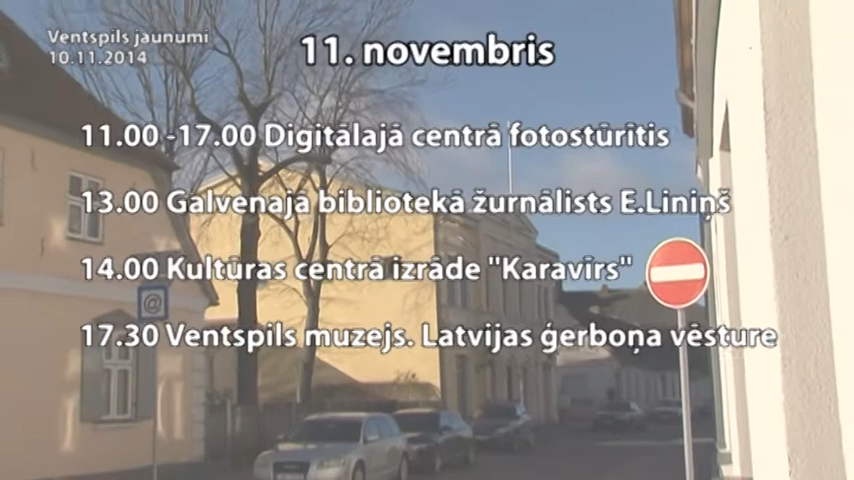 Ventspils jaunumi
10.11.2014
11. novembris
11.00 -17.00 Digitālajā centrā fotostūrītis
13.00 Galvenajā bibliotekā žurnālists E.Liniņš
14.00 Kultūras centrā izrāde "Karavīrs"
17.30 Ventspils muzejs. Latvijas ģerboņa vēsture
@